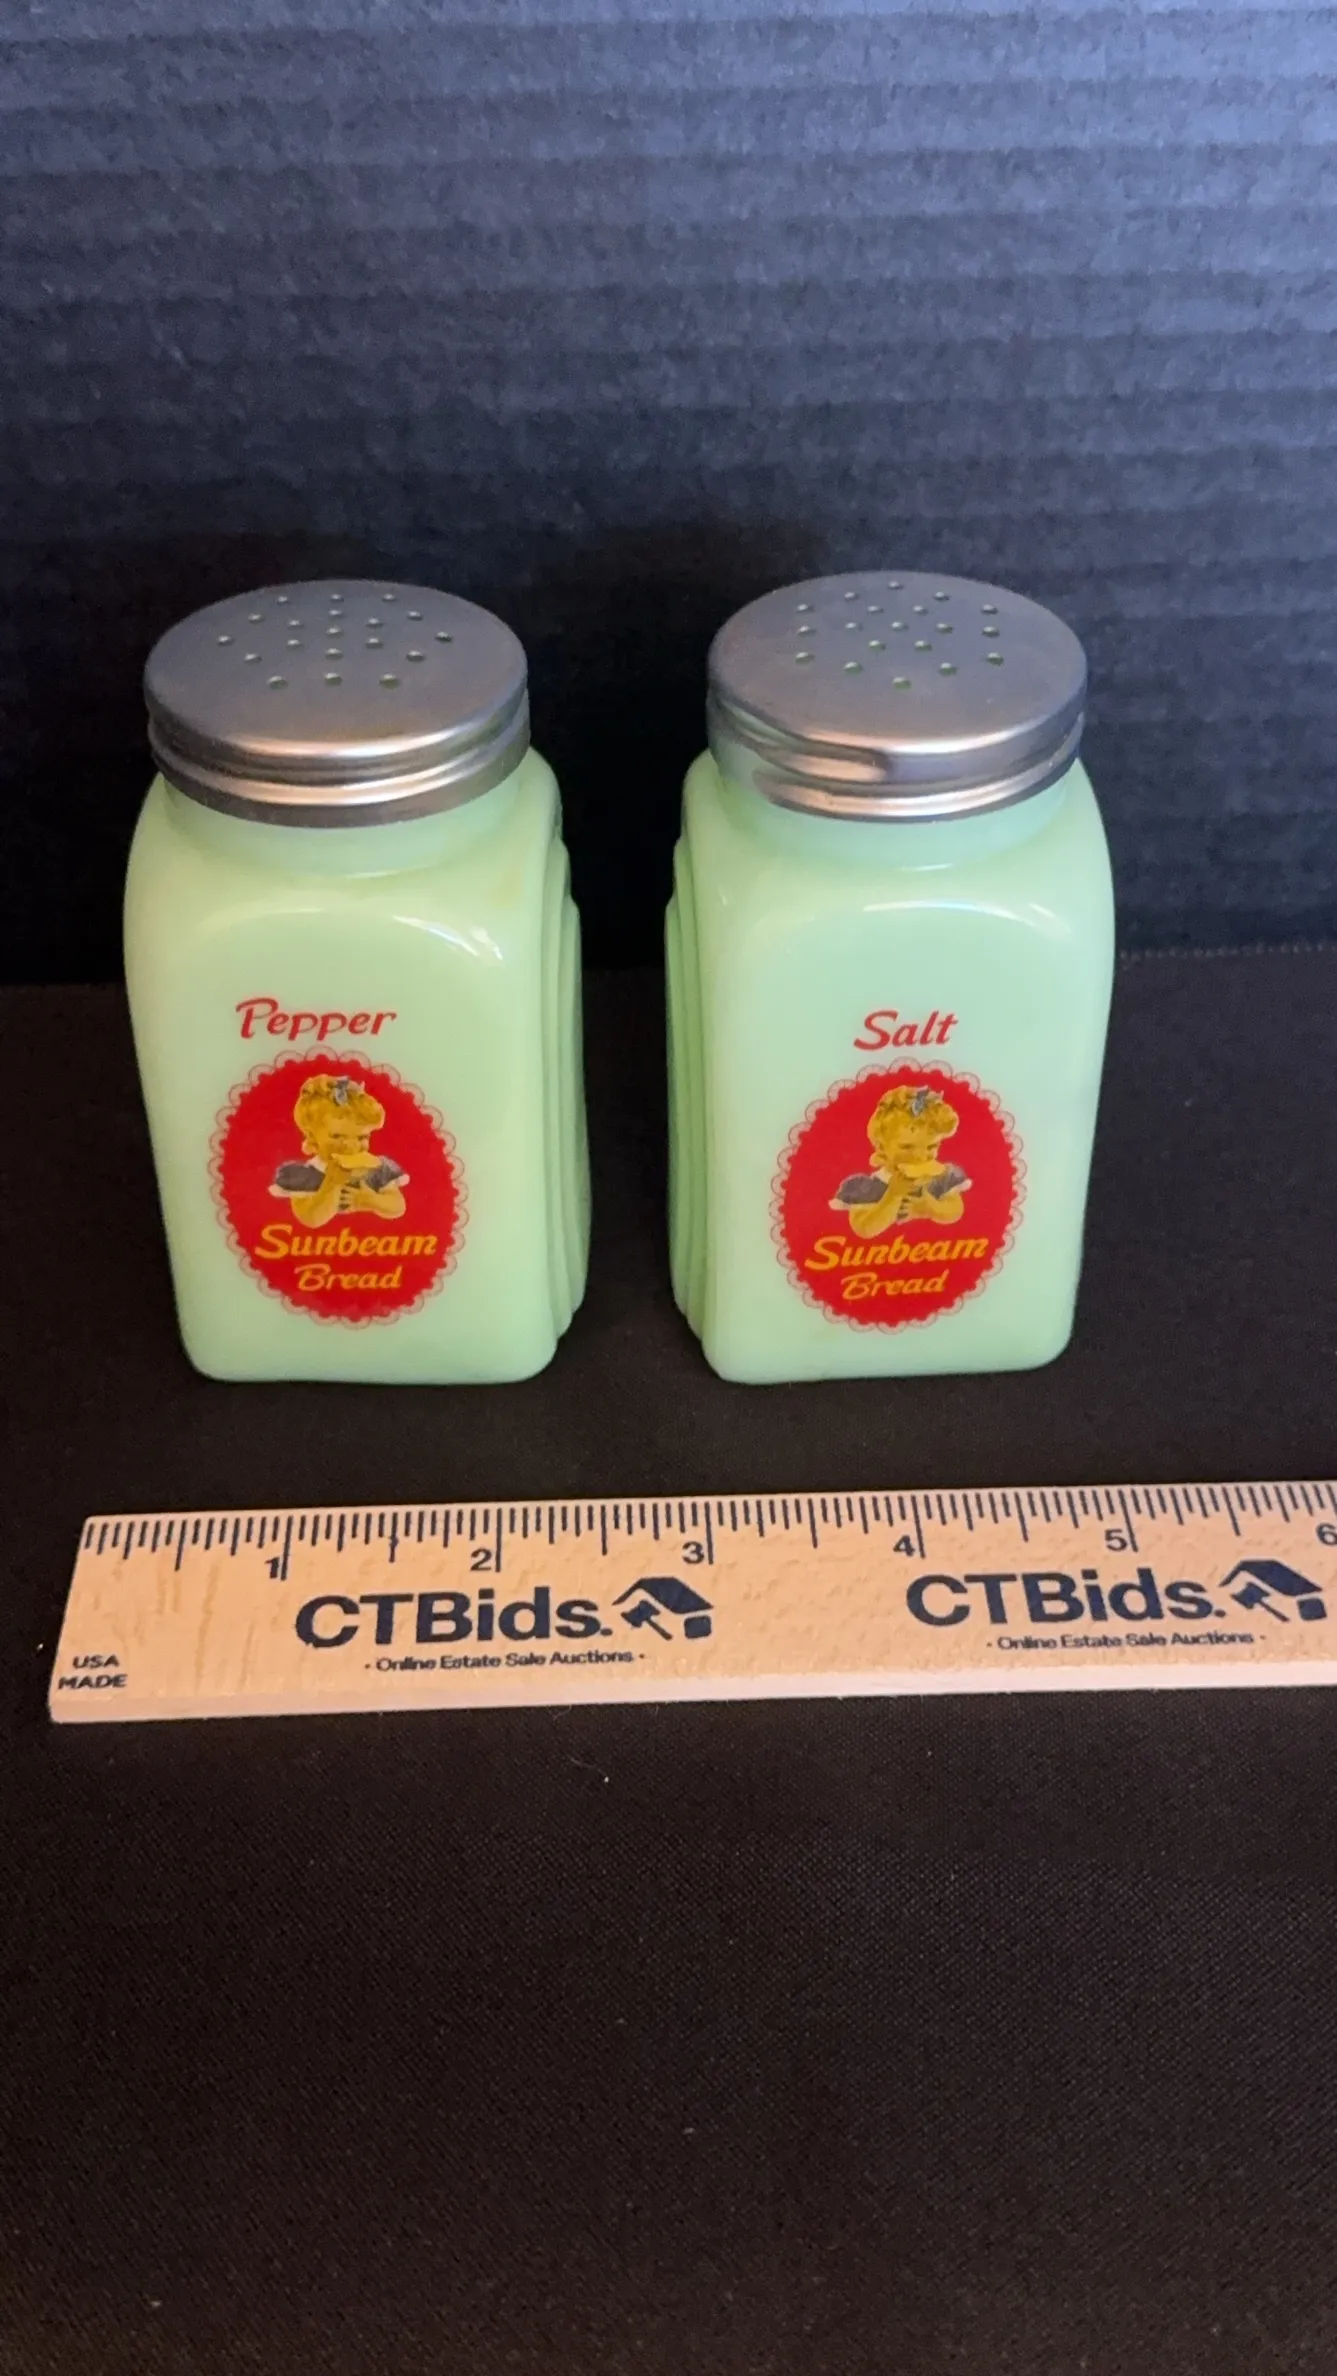 Pepper
Sunbeam
Bread
Salt
Sunbeam
Bread
1 2 3 4 5 6
CTBids.
- Online Estate Sale Auctions -
CTBids.
- Online Estate Sale Auctions -
USA
MADE